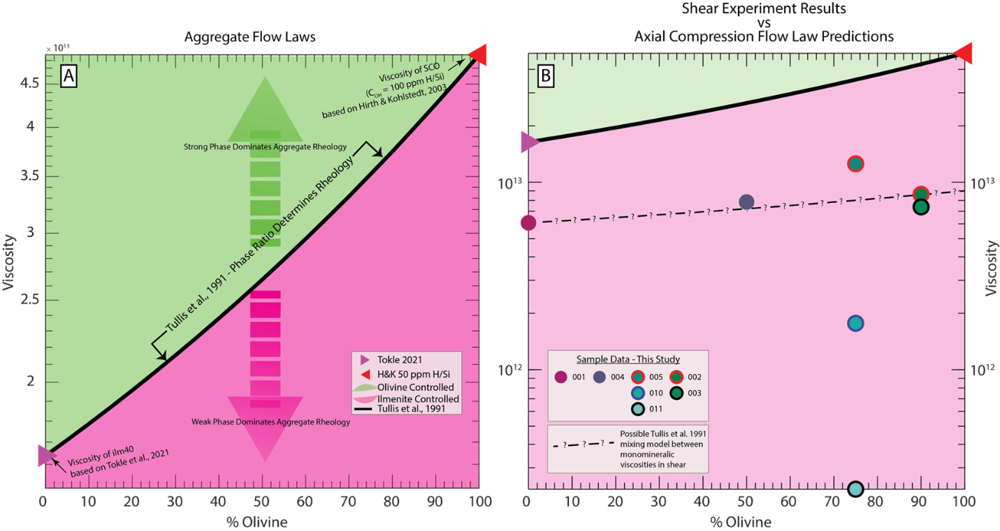 Aggregate Flow Laws
× 10¹³
A
4.5
4
3.5
3
2.5
2
Viscosity
Viscosity of SCO
(C_OH = 100 ppm H/Si)
based on Hirth & Kohlstedt, 2003
Strong Phase Dominates Aggregate Rheology
Tullis et al., 1991 - Phase Ratio Determines Rheology
Weak Phase Dominates Aggregate Rheology
Viscosity of ilm40
based on Tokle et al., 2021
Tokle 2021
H&K 50 ppm H/Si
Olivine Controlled
Ilmenite Controlled
Tullis et al., 1991
0 10 20 30 40 50 60 70 80 90 100
% Olivine
Shear Experiment Results
vs
Axial Compression Flow Law Predictions
B
10¹³
10¹²
10¹³
10¹²
Viscosity
? ? ? ? ? ? ? ? ? ? ? ? ? ? ?
Sample Data - This Study
001 004 005 002
010 003
011
? ? ?
Possible Tullis et al. 1991
mixing model between
monomineralic
viscosities in shear
0 10 20 30 40 50 60 70 80 90 100
% Olivine